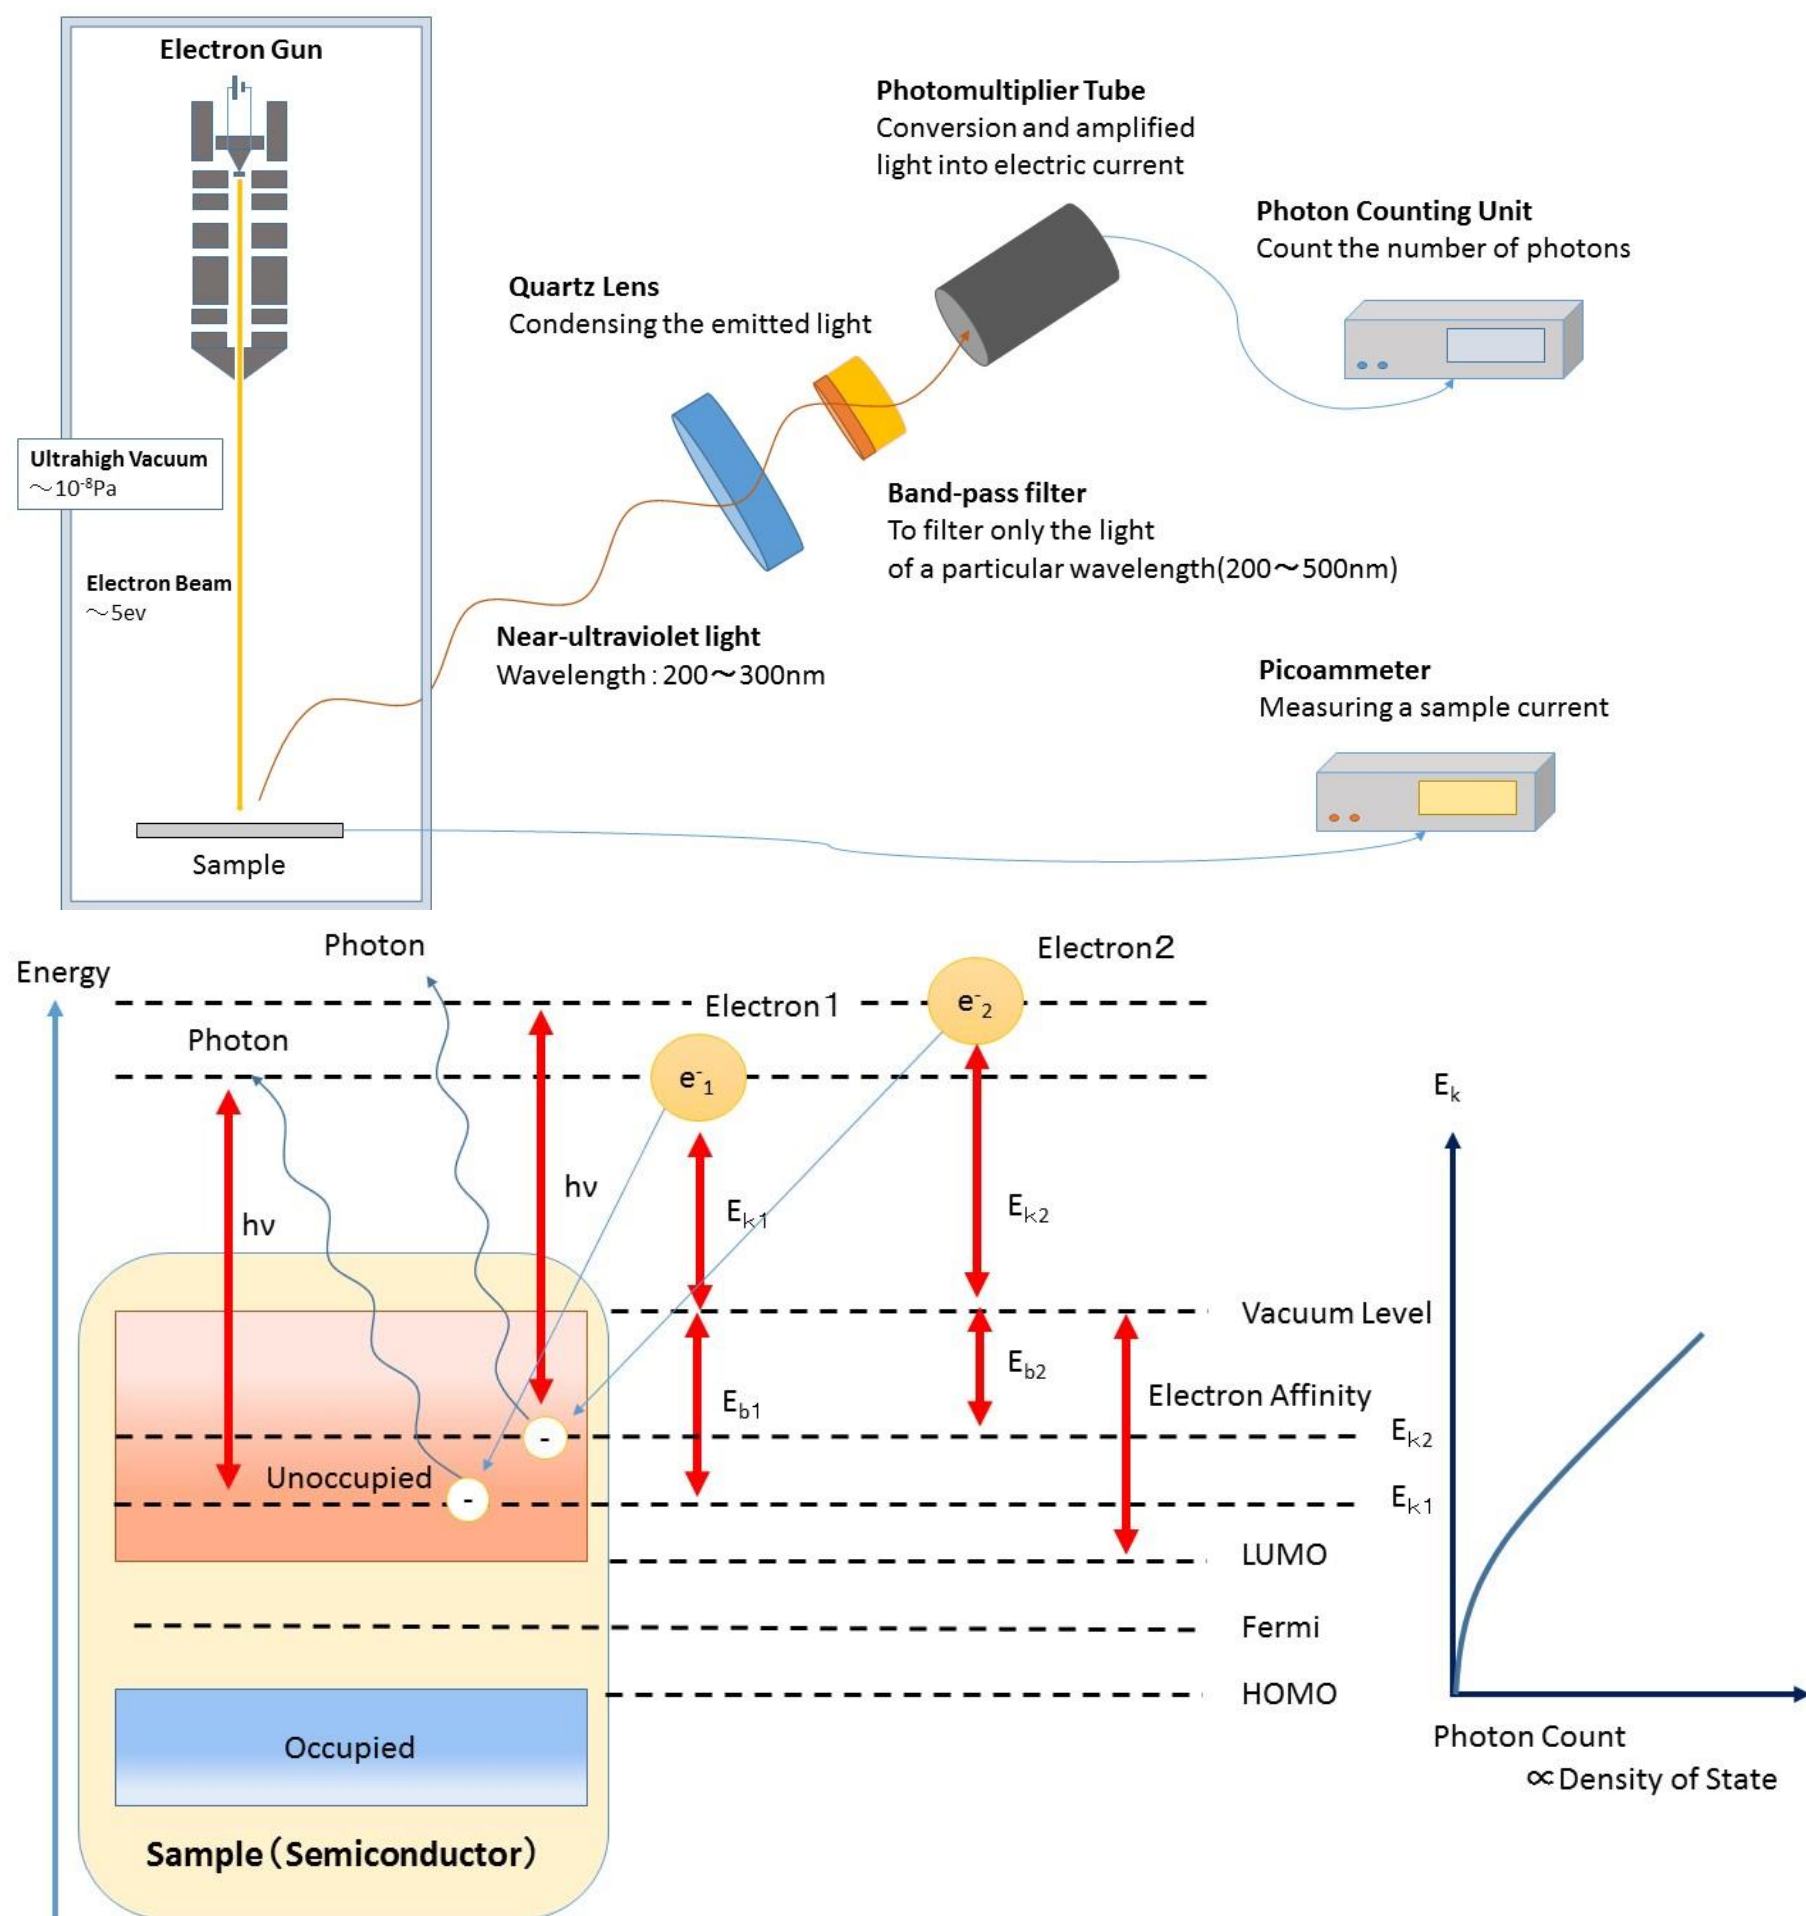 Electron Gun
Photomultiplier Tube
Conversion and amplified
light into electric current
Photon Counting Unit
Count the number of photons
Quartz Lens
Condensing the emitted light
Ultrahigh Vacuum
～10⁻⁸Pa
Band-pass filter
To filter only the light
of a particular wavelength(200～500nm)
Electron Beam
～5ev
Near-ultraviolet light
Wavelength : 200～300nm
Picoammeter
Measuring a sample current
Sample
Photon
Electron2
Energy
e⁻₂
Electron1
Photon
e⁻₁
Eₖ
hν
hν
Eₖ₁
Eₖ₂
Vacuum Level
E_b2
Electron Affinity
E_b1
Eₖ₂
Unoccupied
-
-
Eₖ₁
LUMO
Fermi
HOMO
Occupied
Photon Count
∝Density of State
Sample（Semiconductor）